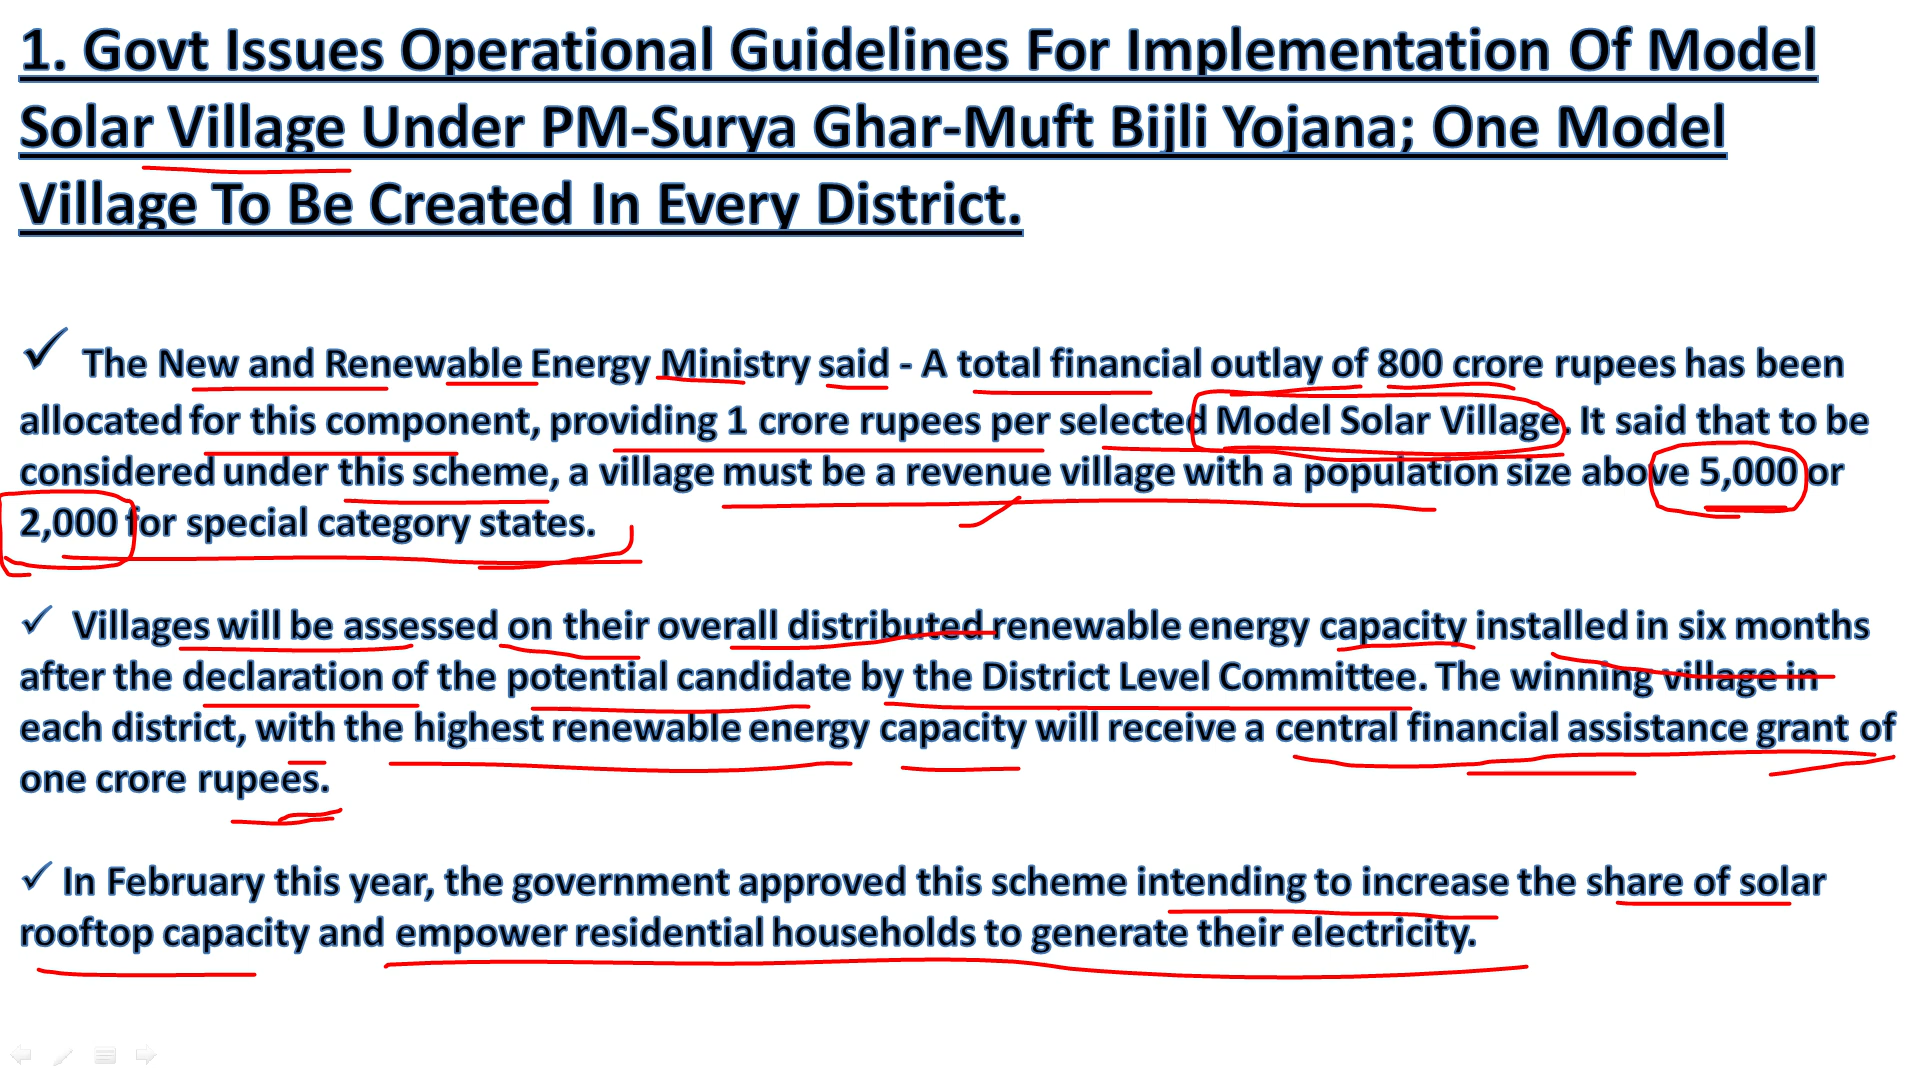 1. Govt Issues Operational Guidelines For Implementation Of Model
Solar Village Under PM-Surya Ghar-Muft Bijli Yojana; One Model
Village To Be Created In Every District.
✓ The New and Renewable Energy Ministry said - A total financial outlay of 800 crore rupees has been
allocated for this component, providing 1 crore rupees per selected Model Solar Village. It said that to be
considered under this scheme, a village must be a revenue village with a population size above 5,000 or
2,000 for special category states.
✓ Villages will be assessed on their overall distributed renewable energy capacity installed in six months
after the declaration of the potential candidate by the District Level Committee. The winning village in
each district, with the highest renewable energy capacity will receive a central financial assistance grant of
one crore rupees.
✓ In February this year, the government approved this scheme intending to increase the share of solar
rooftop capacity and empower residential households to generate their electricity.